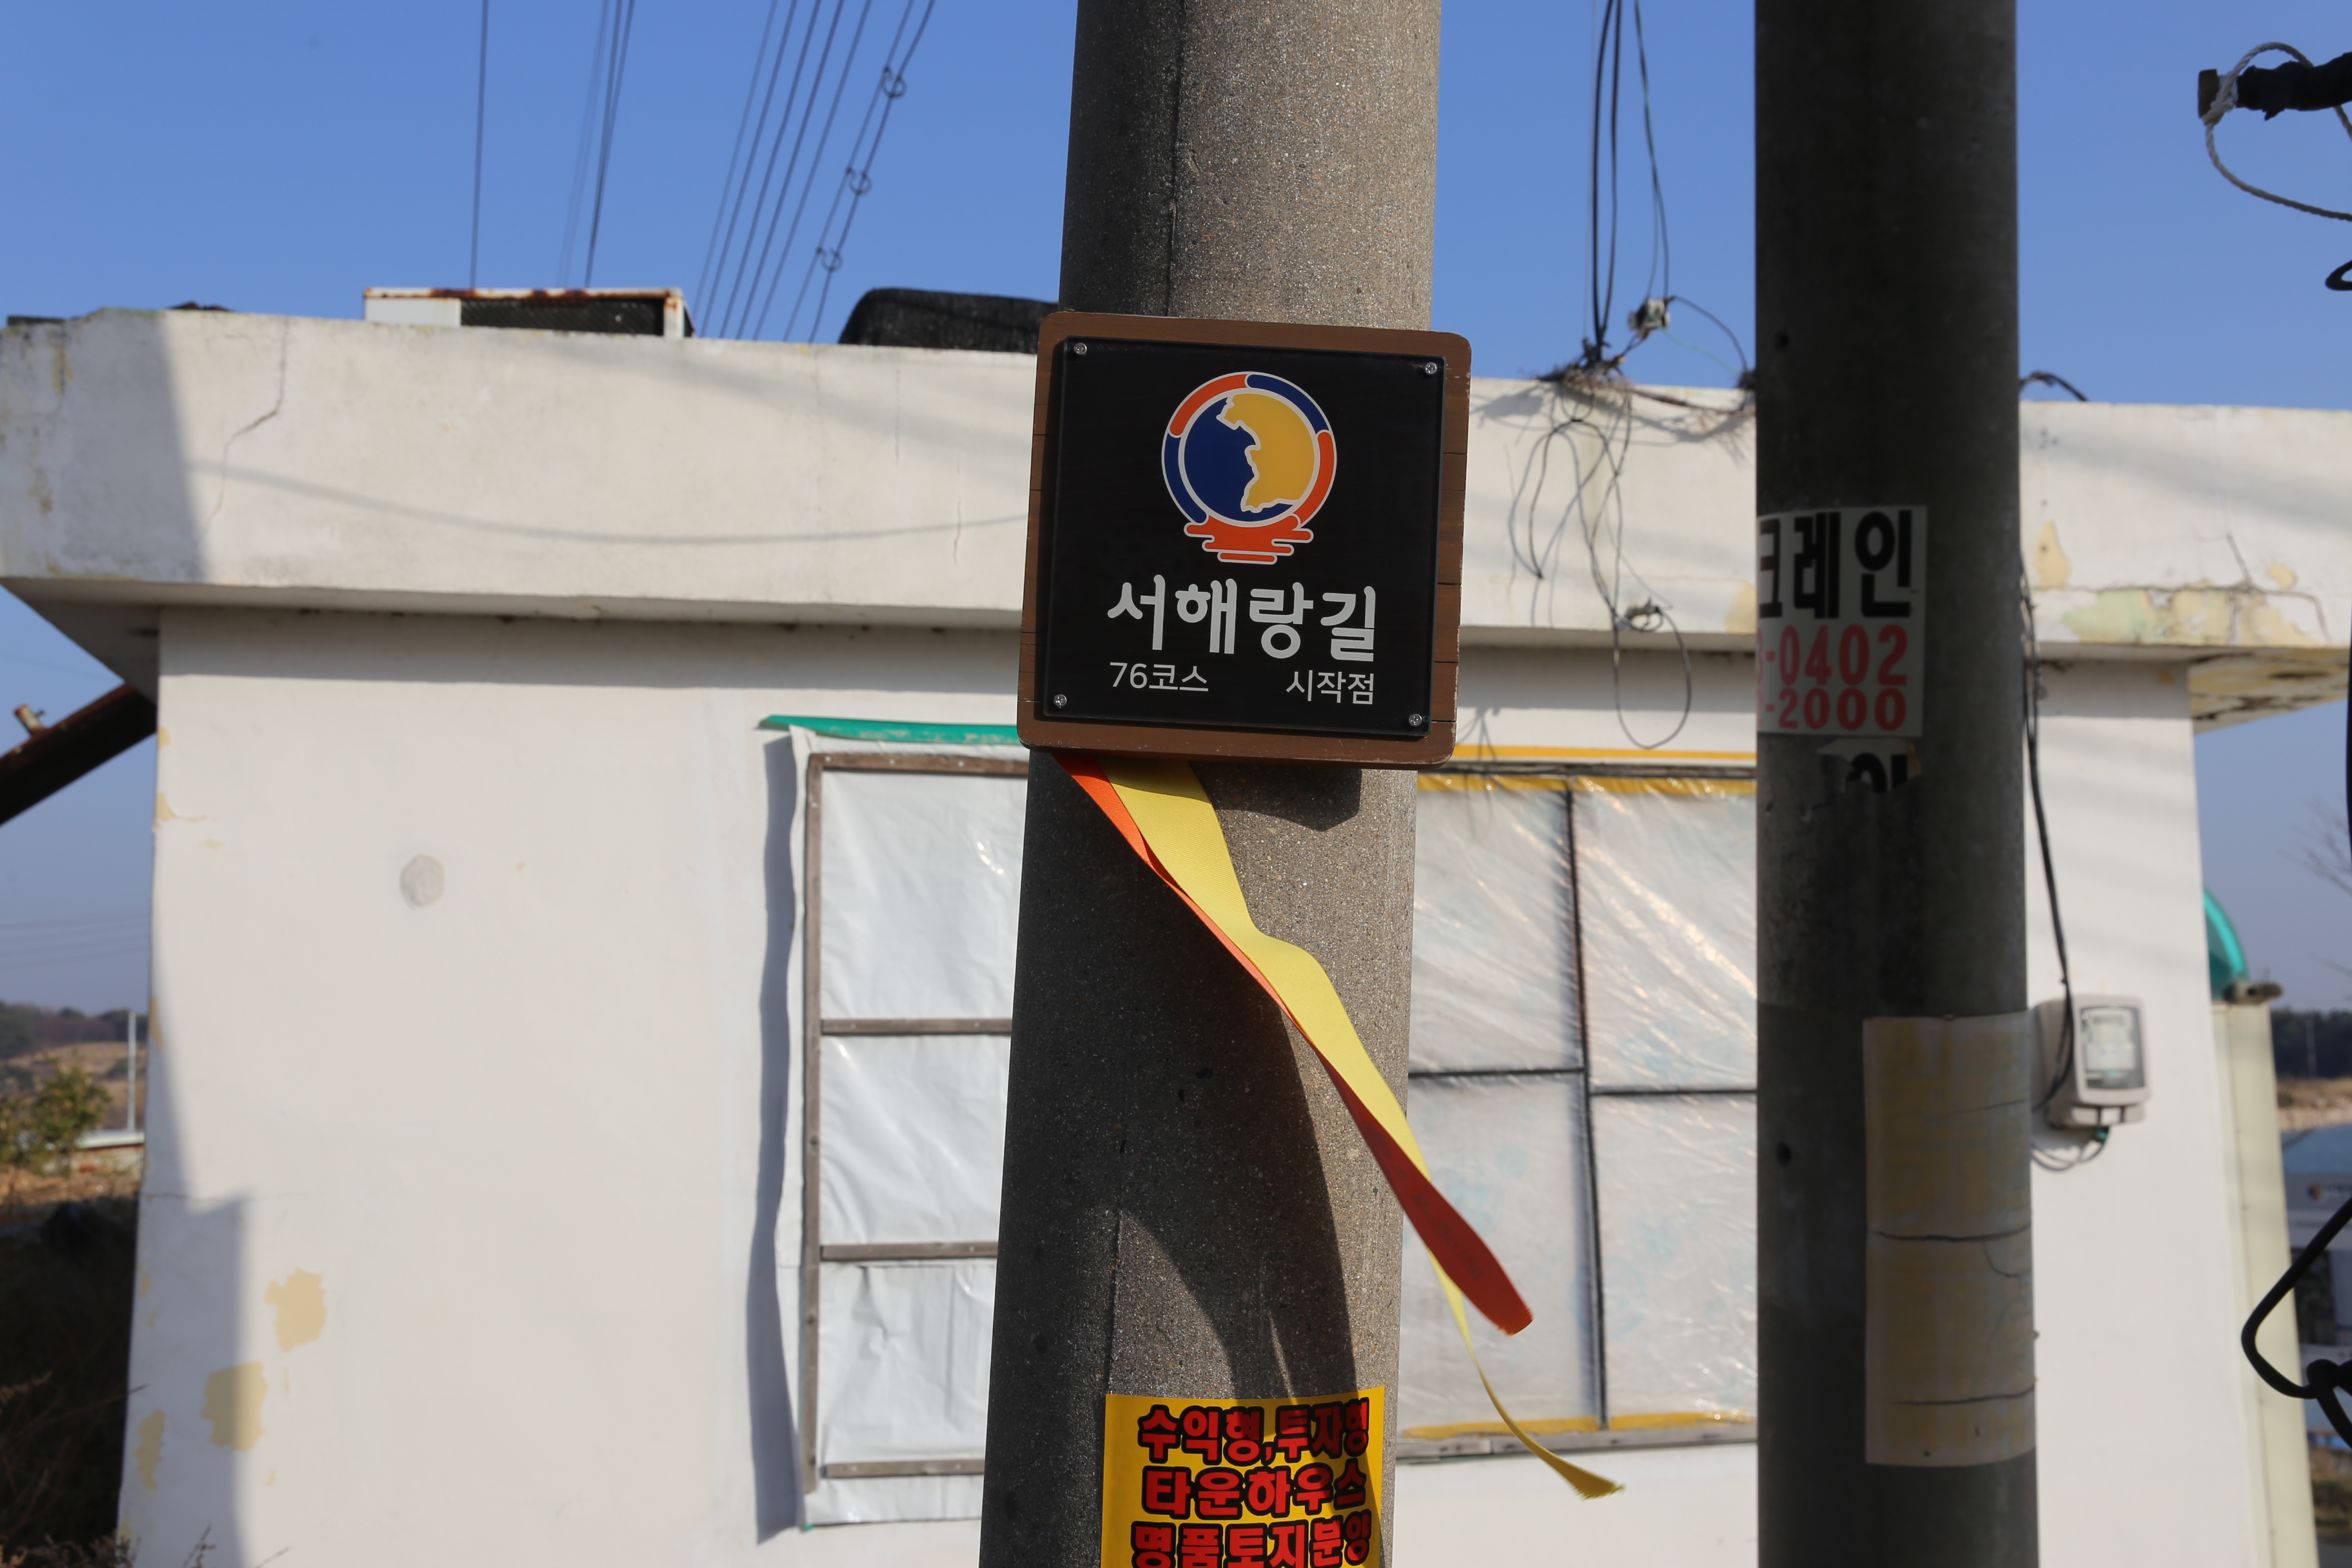 서해랑길
76코스 시작점
크레인
-0402
-2000
수익형,투자형
타운하우스
명품토지분양